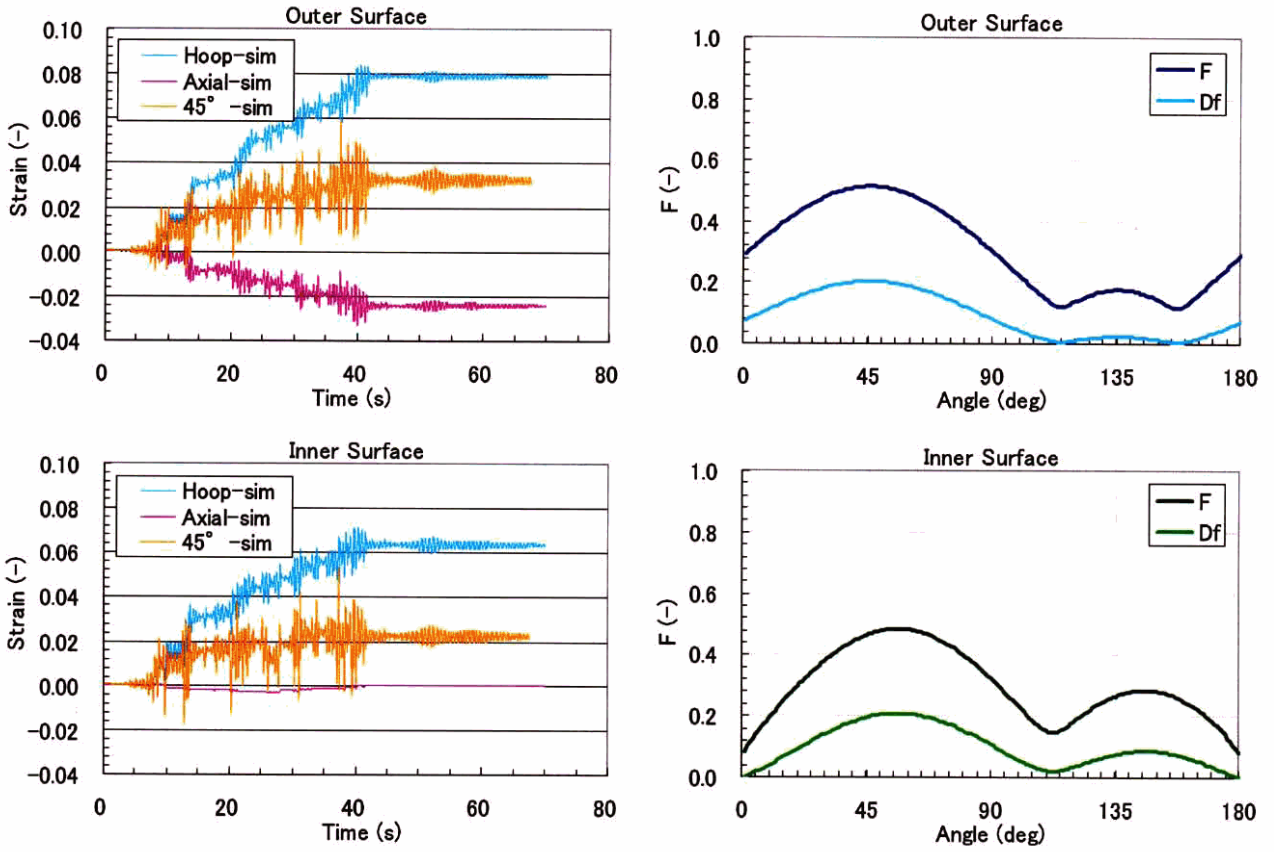 Outer Surface
0.10
0.08
0.06
0.04
0.02
0.00
-0.02
-0.04
Strain (-)
Hoop-sim
Axial-sim
45° -sim
0 20 40 60 80
Time (s)
Outer Surface
1.0
0.8
0.6
0.4
0.2
0.0
F (-)
F
Df
0 45 90 135 180
Angle (deg)
Inner Surface
0.10
0.08
0.06
0.04
0.02
0.00
-0.02
-0.04
Strain (-)
Hoop-sim
Axial-sim
45° -sim
0 20 40 60 80
Time (s)
Inner Surface
1.0
0.8
0.6
0.4
0.2
0.0
F (-)
F
Df
0 45 90 135 180
Angle (deg)